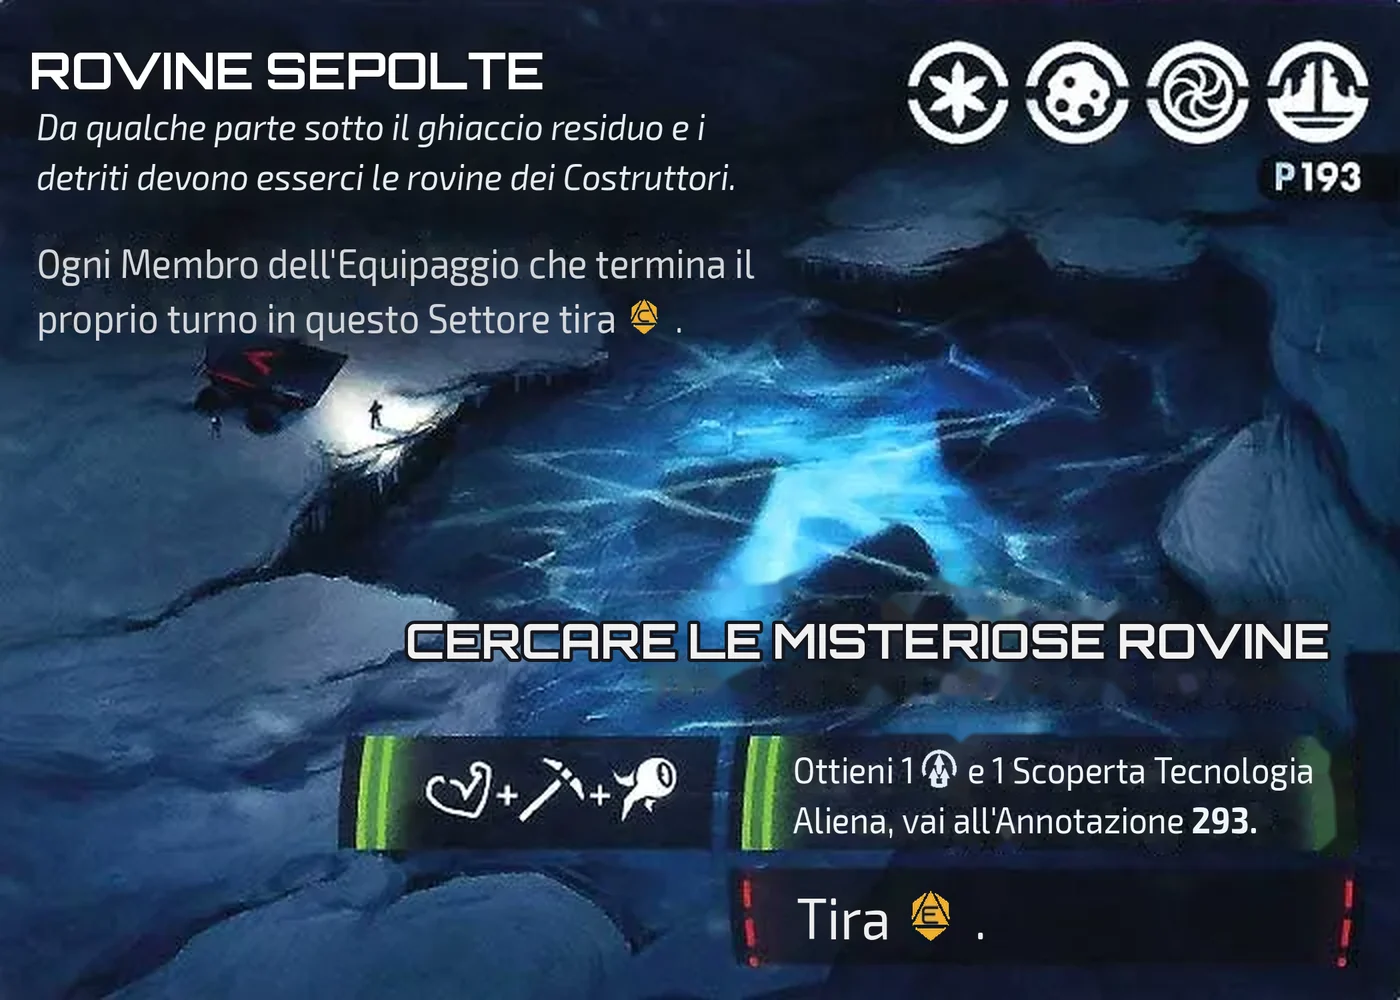 ROVINE SEPOLTE
Da qualche parte sotto il ghiaccio residuo e i
detriti devono esserci le rovine dei Costruttori.
P193
Ogni Membro dell'Equipaggio che termina il
proprio turno in questo Settore tira C .
CERCARE LE MISTERIOSE ROVINE
+ +
Ottieni 1 e 1 Scoperta Tecnologia
Aliena, vai all'Annotazione 293.
Tira E .